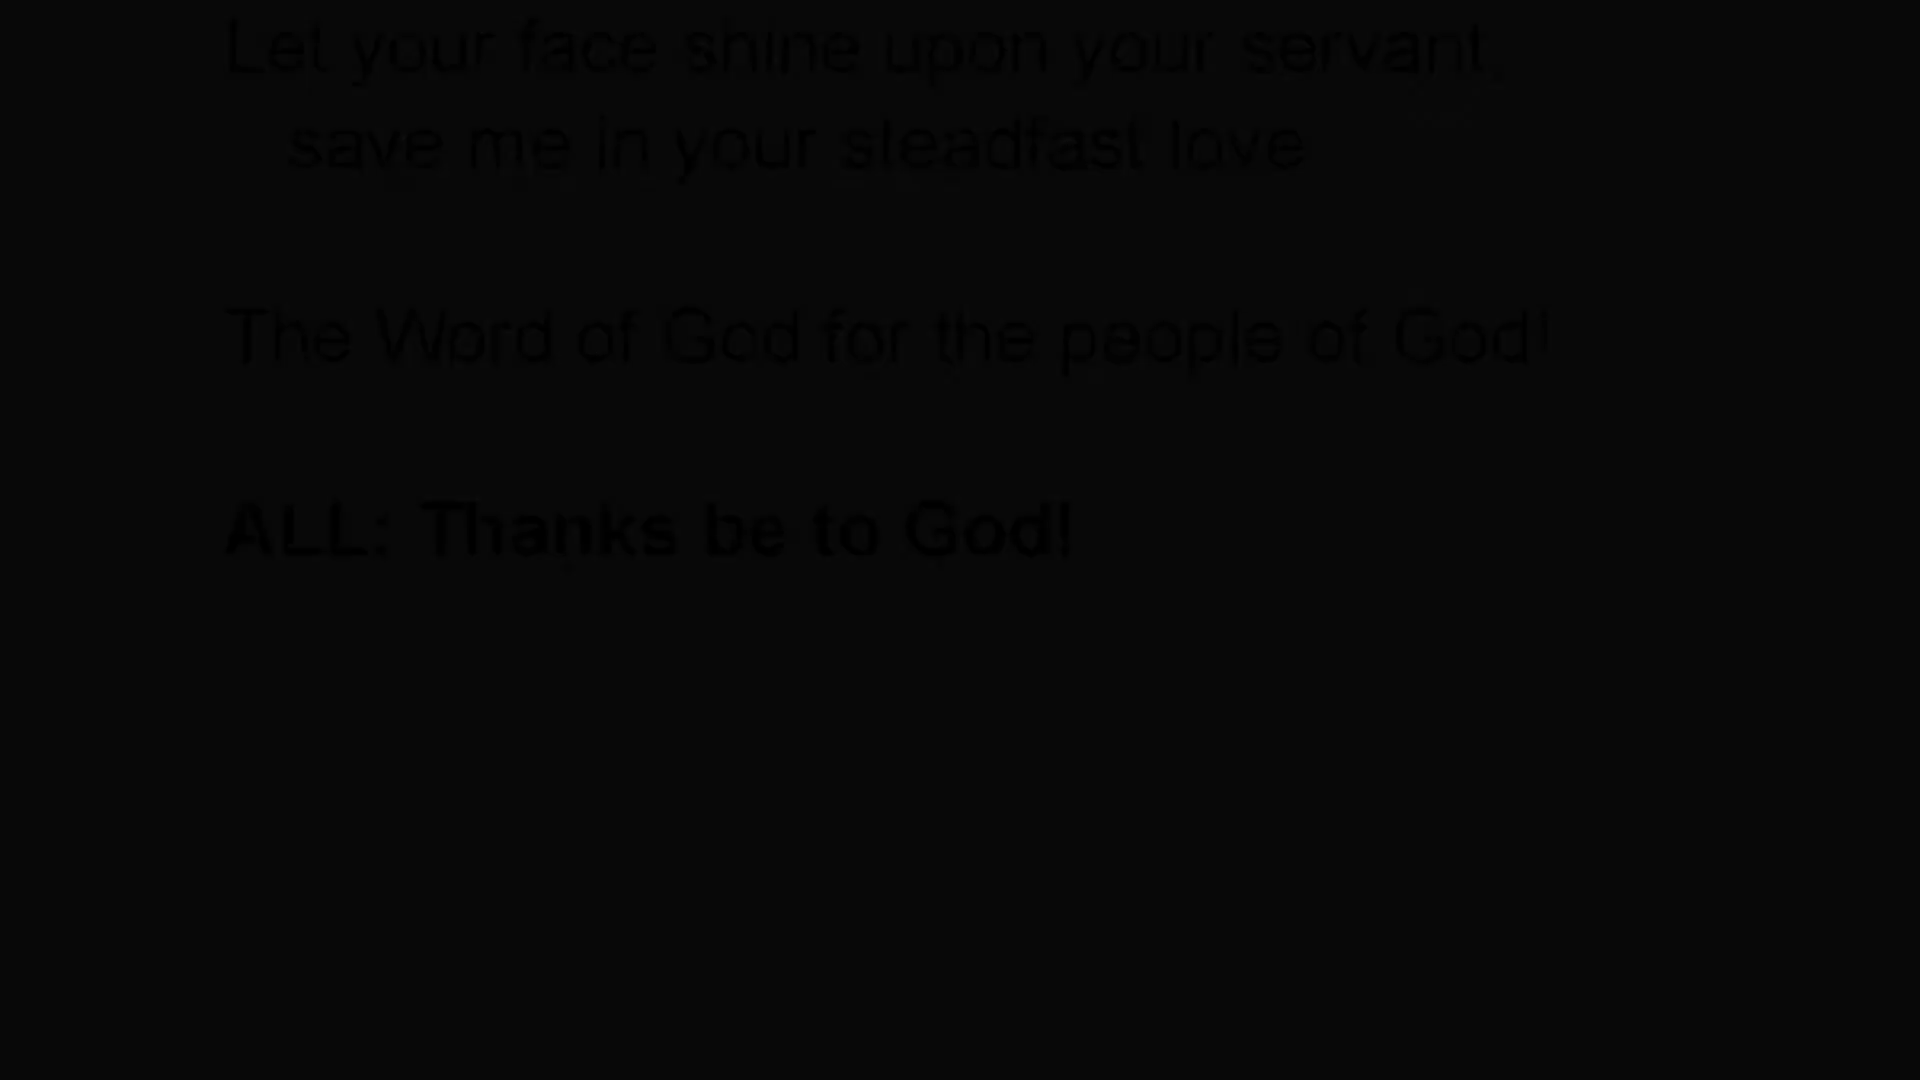 Let your face shine upon your servant,
save me in your steadfast love
The Word of God for the people of God!
ALL: Thanks be to God!